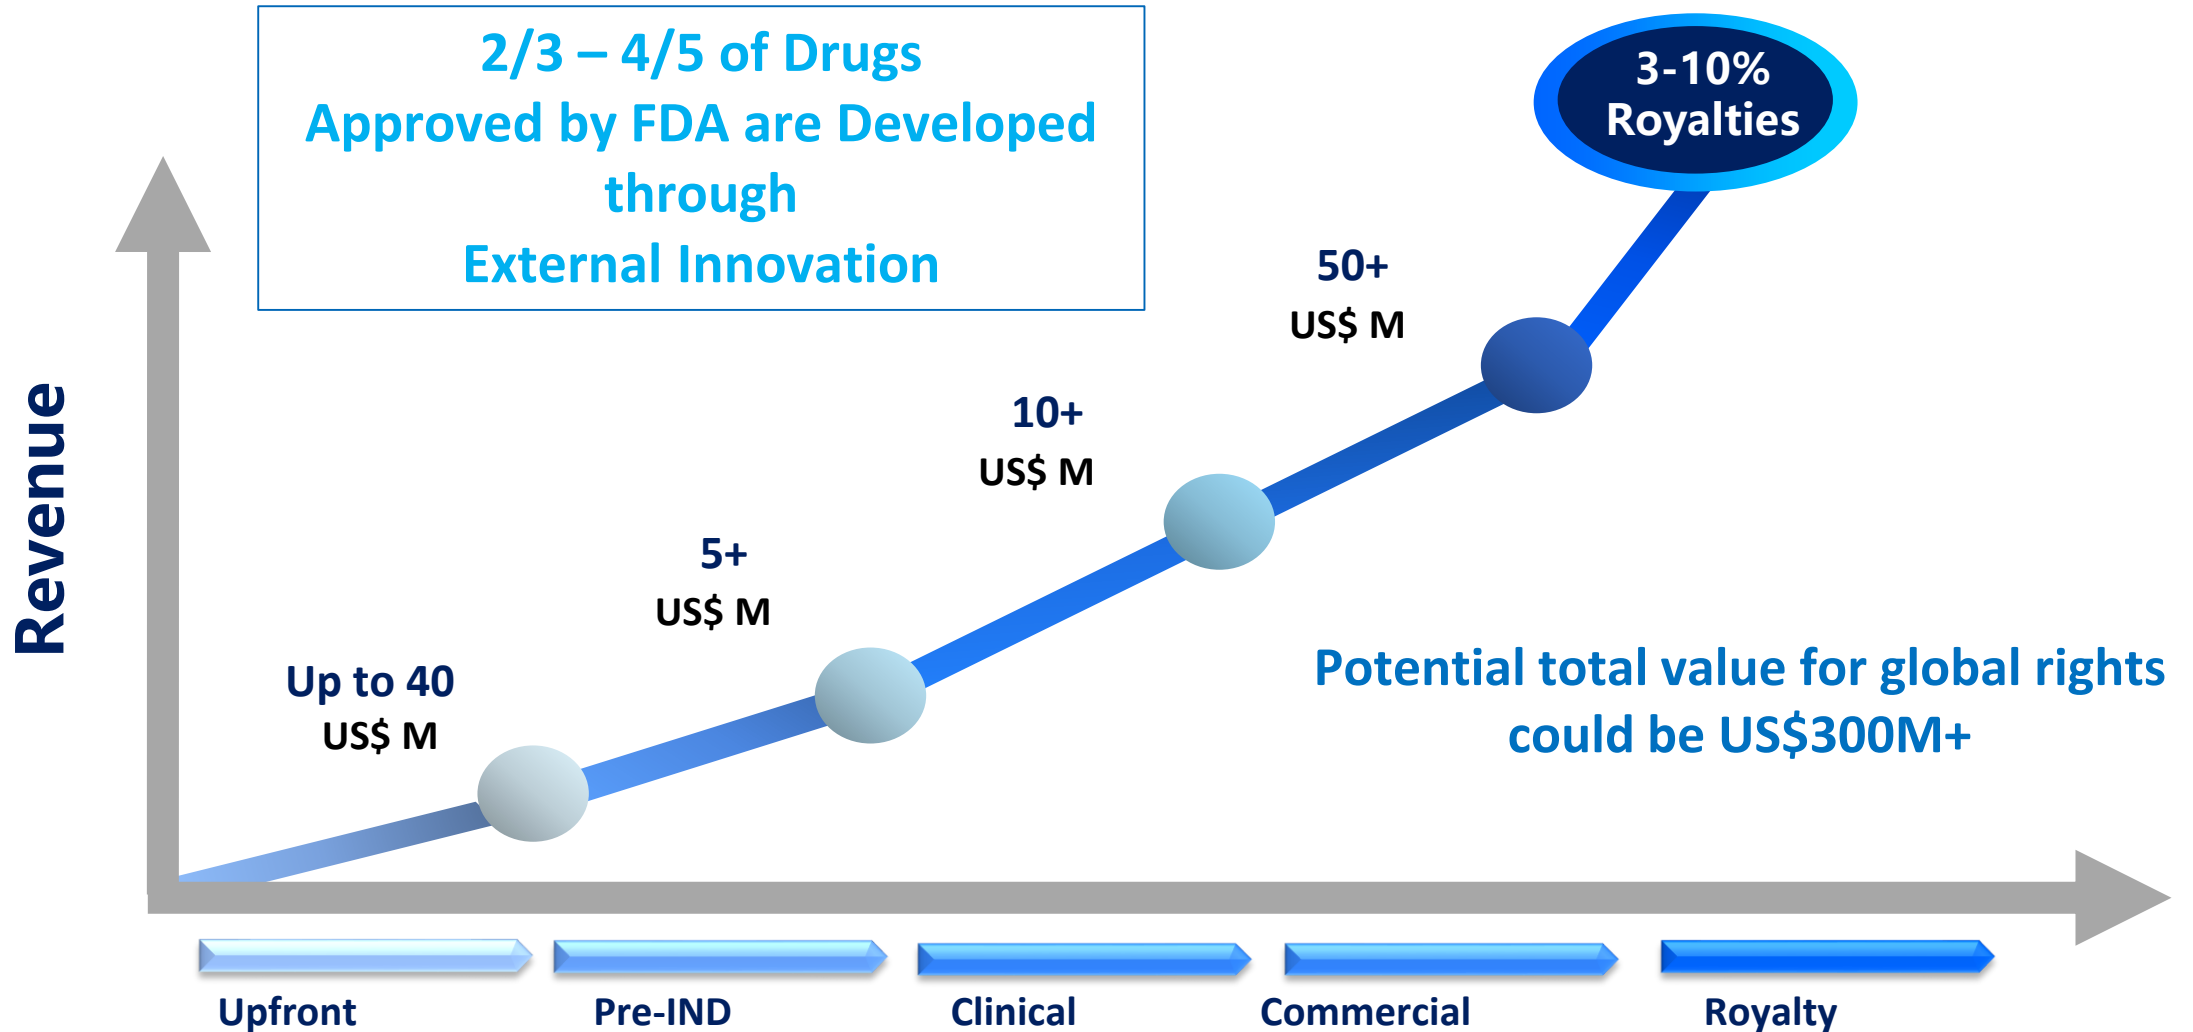 2/3 – 4/5 of Drugs
Approved by FDA are Developed
through
External Innovation
3-10%
Royalties
50+
US$ M
10+
US$ M
5+
US$ M
Up to 40
US$ M
Revenue
Potential total value for global rights
could be US$300M+
Upfront
Pre-IND
Clinical
Commercial
Royalty